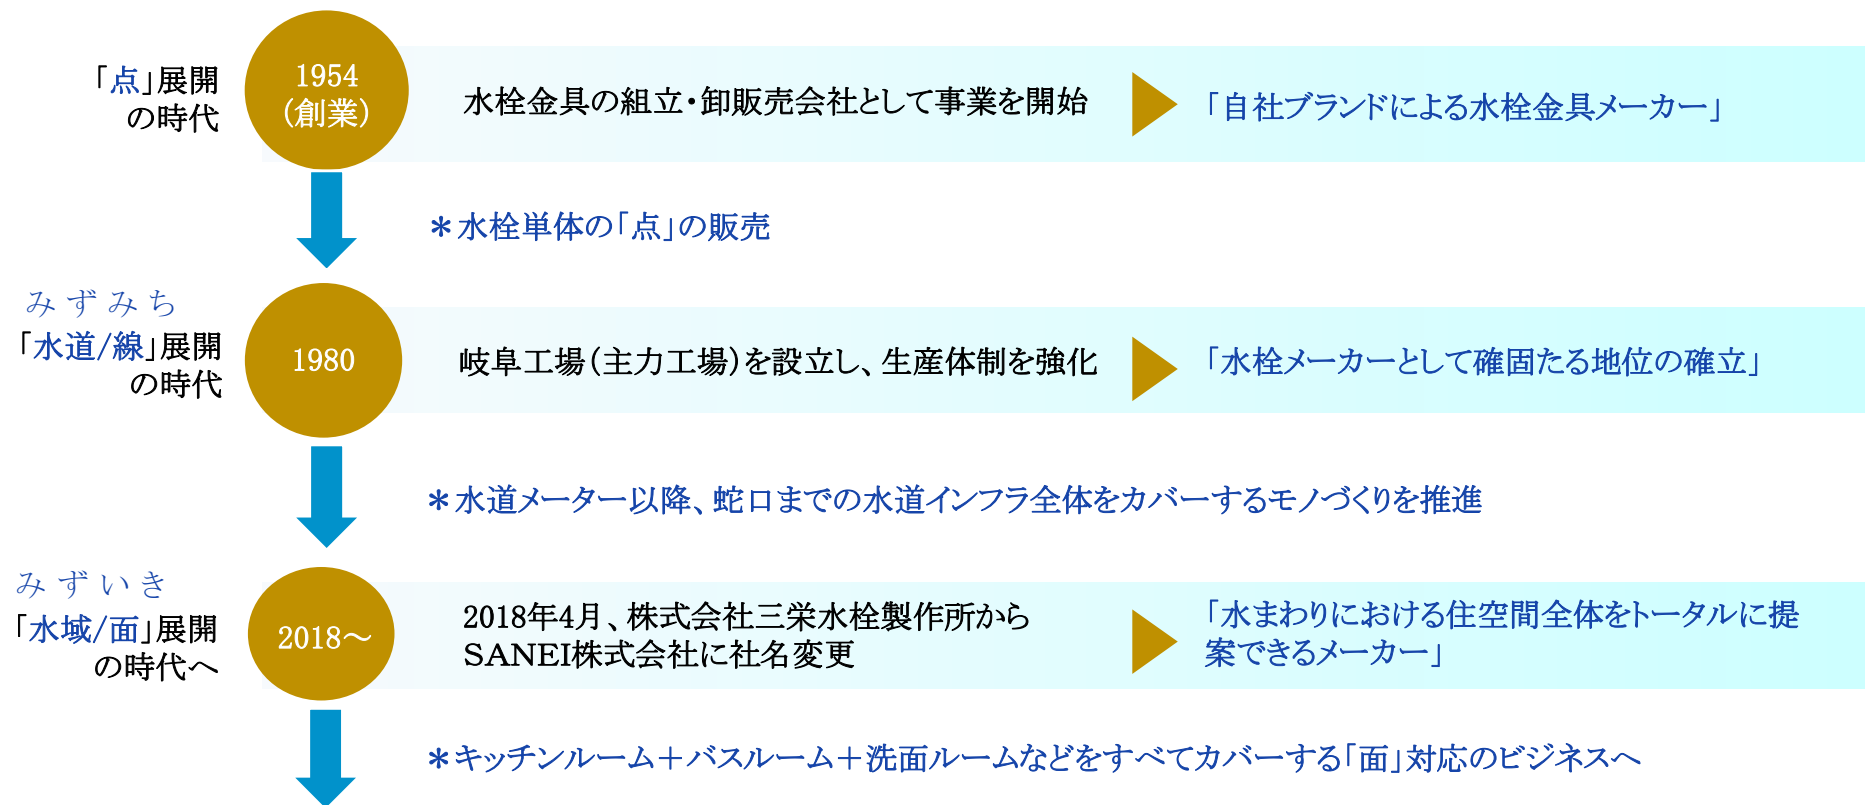 「点」展開
の時代
1954
(創業)
水栓金具の組立・卸販売会社として事業を開始
「自社ブランドによる水栓金具メーカー」
＊水栓単体の「点」の販売
みずみち
「水道/線」展開
の時代
1980
岐阜工場（主力工場）を設立し、生産体制を強化
「水栓メーカーとして確固たる地位の確立」
＊水道メーター以降、蛇口までの水道インフラ全体をカバーするモノづくりを推進
みずいき
「水域/面」展開
の時代へ
2018～
2018年4月、株式会社三栄水栓製作所から
SANEI株式会社に社名変更
「水まわりにおける住空間全体をトータルに提
案できるメーカー」
＊キッチンルーム＋バスルーム＋洗面ルームなどをすべてカバーする「面」対応のビジネスへ